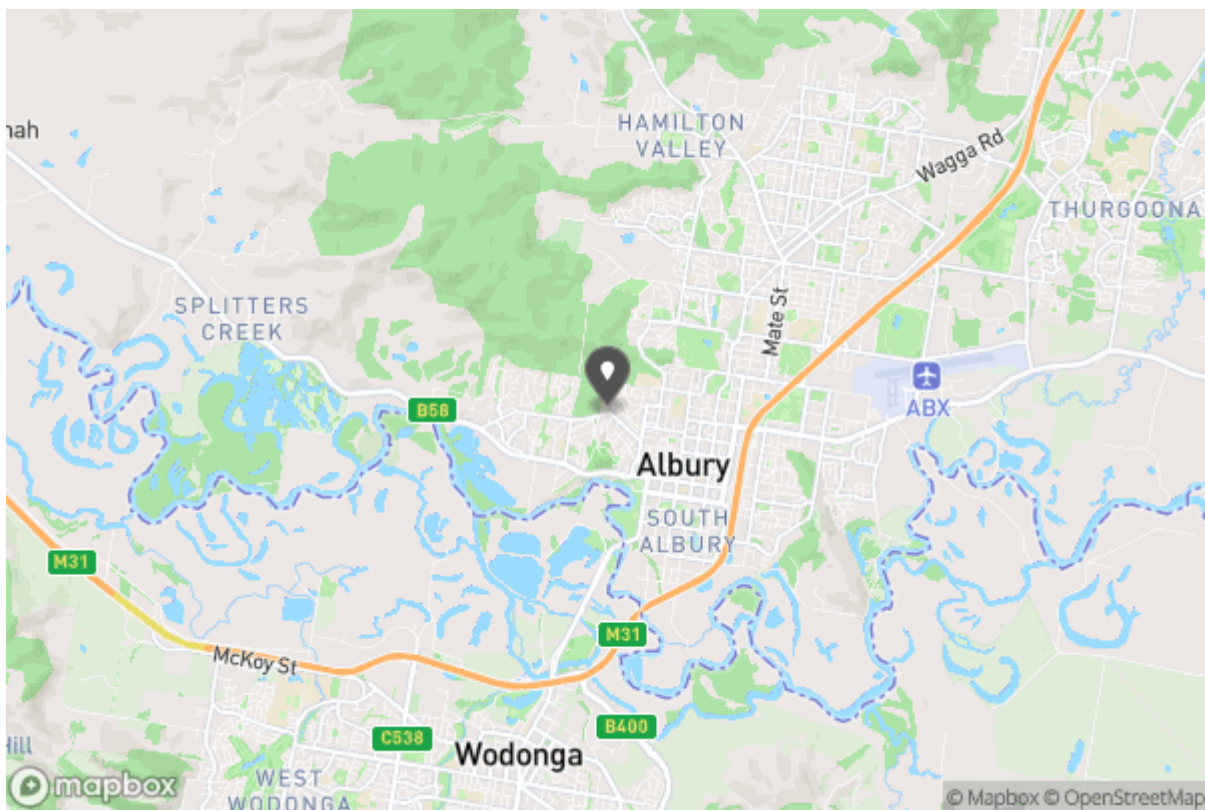 HAMILTON
VALLEY
Wagga Rd
nah
THURGOONA
SPLITTERS
CREEK
Mate St
ABX
B58
Albury
SOUTH
ALBURY
M31
M31
McKoy St
B400
C538
Wodonga
Hill
WEST
WODONGA
mapbox
© Mapbox © OpenStreetMap